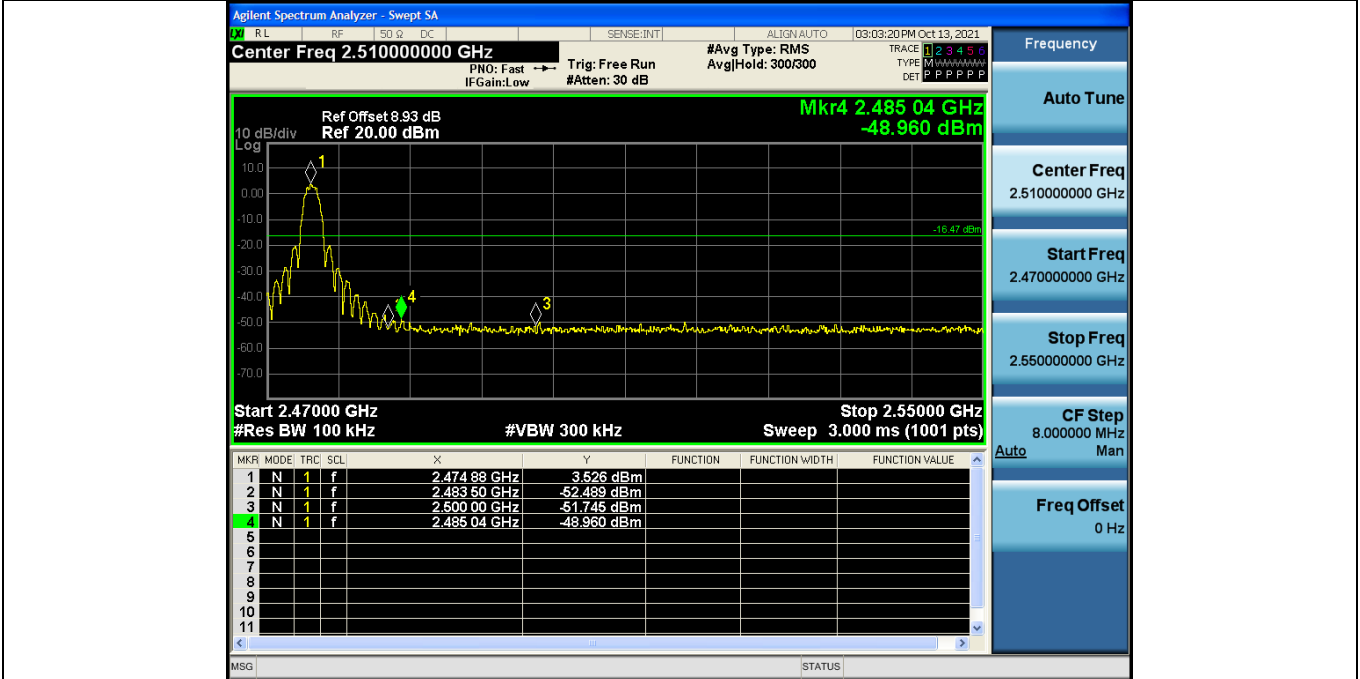 Agilent Spectrum Analyzer - Swept SA
LXI RL RF 50 Ω DC SENSE:INT ALIGN AUTO 03:03:20 PM Oct 13, 2021
Center Freq 2.510000000 GHz
PNO: Fast
IFGain:Low
Trig: Free Run
#Atten: 30 dB
#Avg Type: RMS
Avg|Hold: 300/300
TRACE 1 2 3 4 5 6
TYPE M WWWWW
DET P P P P P P
Mkr4 2.485 04 GHz
-48.960 dBm
Ref Offset 8.93 dB
10 dB/div Ref 20.00 dBm
Log
10.0
0.00
-10.0
-20.0
-30.0
-40.0
-50.0
-60.0
-70.0
1
-16.47 dBm
4
3
Start 2.47000 GHz Stop 2.55000 GHz
#Res BW 100 kHz #VBW 300 kHz Sweep 3.000 ms (1001 pts)
MKR MODE TRC SCL X Y FUNCTION FUNCTION WIDTH FUNCTION VALUE
1 N 1 f 2.474 88 GHz 3.526 dBm
2 N 1 f 2.483 50 GHz -52.489 dBm
3 N 1 f 2.500 00 GHz -51.745 dBm
4 N 1 f 2.485 04 GHz -48.960 dBm
5
6
7
8
9
10
11
MSG STATUS
Frequency
Auto Tune
Center Freq
2.510000000 GHz
Start Freq
2.470000000 GHz
Stop Freq
2.550000000 GHz
CF Step
8.000000 MHz
Auto Man
Freq Offset
0 Hz